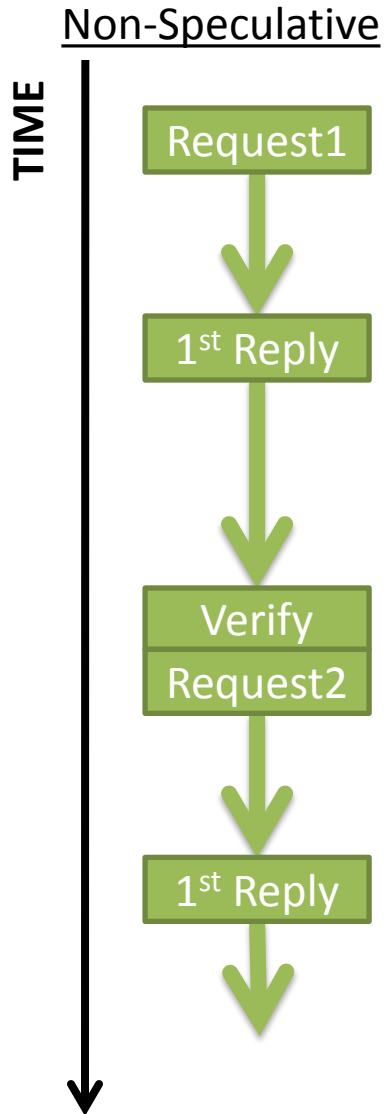 Non-Speculative
TIME
Request1
1st Reply
Verify
Request2
1st Reply